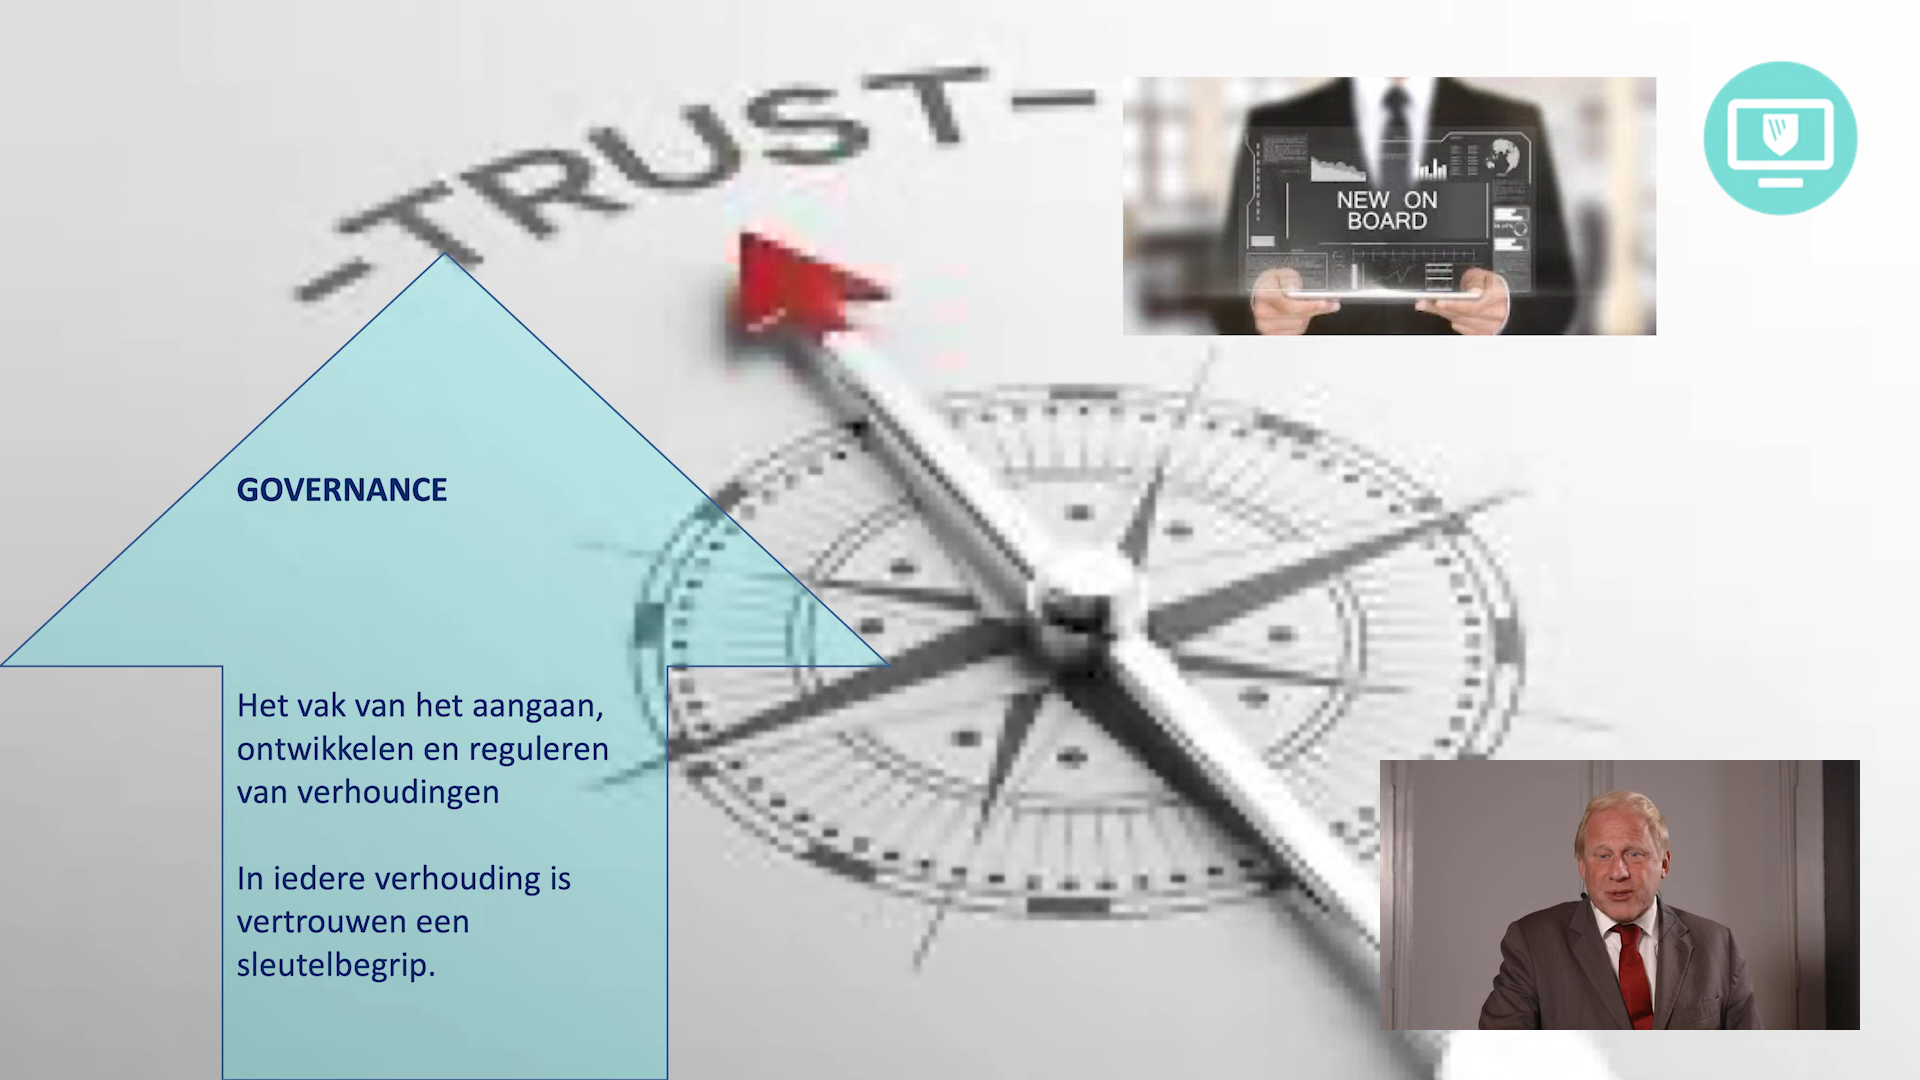 -TRUST-
NEW ON
BOARD
GOVERNANCE
Het vak van het aangaan,
ontwikkelen en reguleren
van verhoudingen
In iedere verhouding is
vertrouwen een
sleutelbegrip.